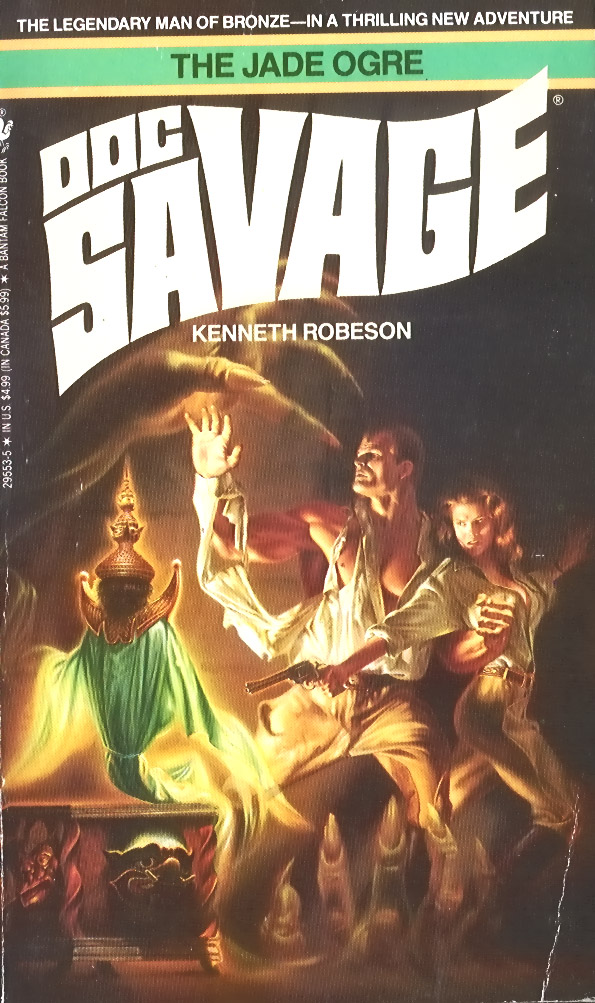 THE LEGENDARY MAN OF BRONZE—IN A THRILLING NEW ADVENTURE
THE JADE OGRE
DOC
SAVAGE®
KENNETH ROBESON
29553-5 ★ IN U.S. $4.99 (IN CANADA $5.99) ★ A BANTAM FALCON BOOK